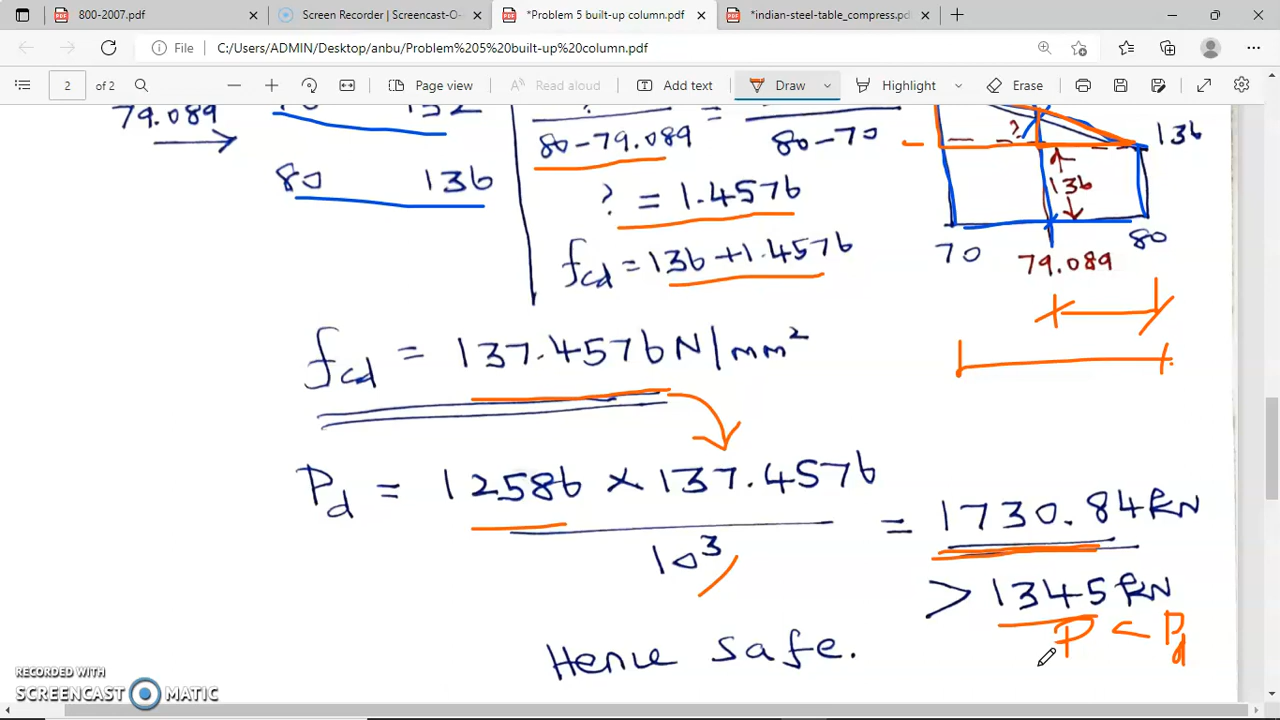 800-2007.pdf
Screen Recorder | Screencast-O-
*Problem 5 built-up column.pdf
*indian-steel-table_compress.pd
File
C:/Users/ADMIN/Desktop/anbu/Problem%205%20built-up%20column.pdf
2 of 2
Page view
Read aloud
Add text
Draw
Highlight
Erase
79.089
80 136
80-79.089 = 80-70
? = 1.4576
fcd = 136+1.4576
?
136
136
70 79.089 80
fcd = 137.4576 N/mm²
Pd = 12586 × 137.4576
10³
= 1730.84 kN
> 1345 kN
P < Pd
Hence safe.
RECORDED WITH
SCREENCAST MATIC